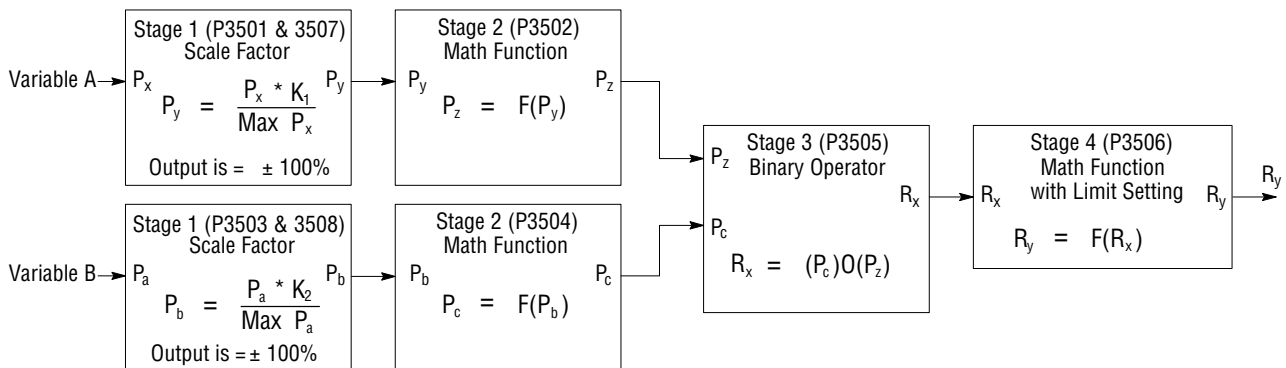 Stage 1 (P3501 & 3507)
Scale Factor
Variable A
Px
Py
Py = Px * K1 / Max Px
Output is = ± 100%
Stage 2 (P3502)
Math Function
Py
Pz
Pz = F(Py)
Stage 1 (P3503 & 3508)
Scale Factor
Variable B
Pa
Pb
Pb = Pa * K2 / Max Pa
Output is = ± 100%
Stage 2 (P3504)
Math Function
Pb
Pc
Pc = F(Pb)
Stage 3 (P3505)
Binary Operator
Pz
Rx
Pc
Rx = (Pc)O(Pz)
Stage 4 (P3506)
Math Function
with Limit Setting
Rx
Ry
Ry = F(Rx)
Ry